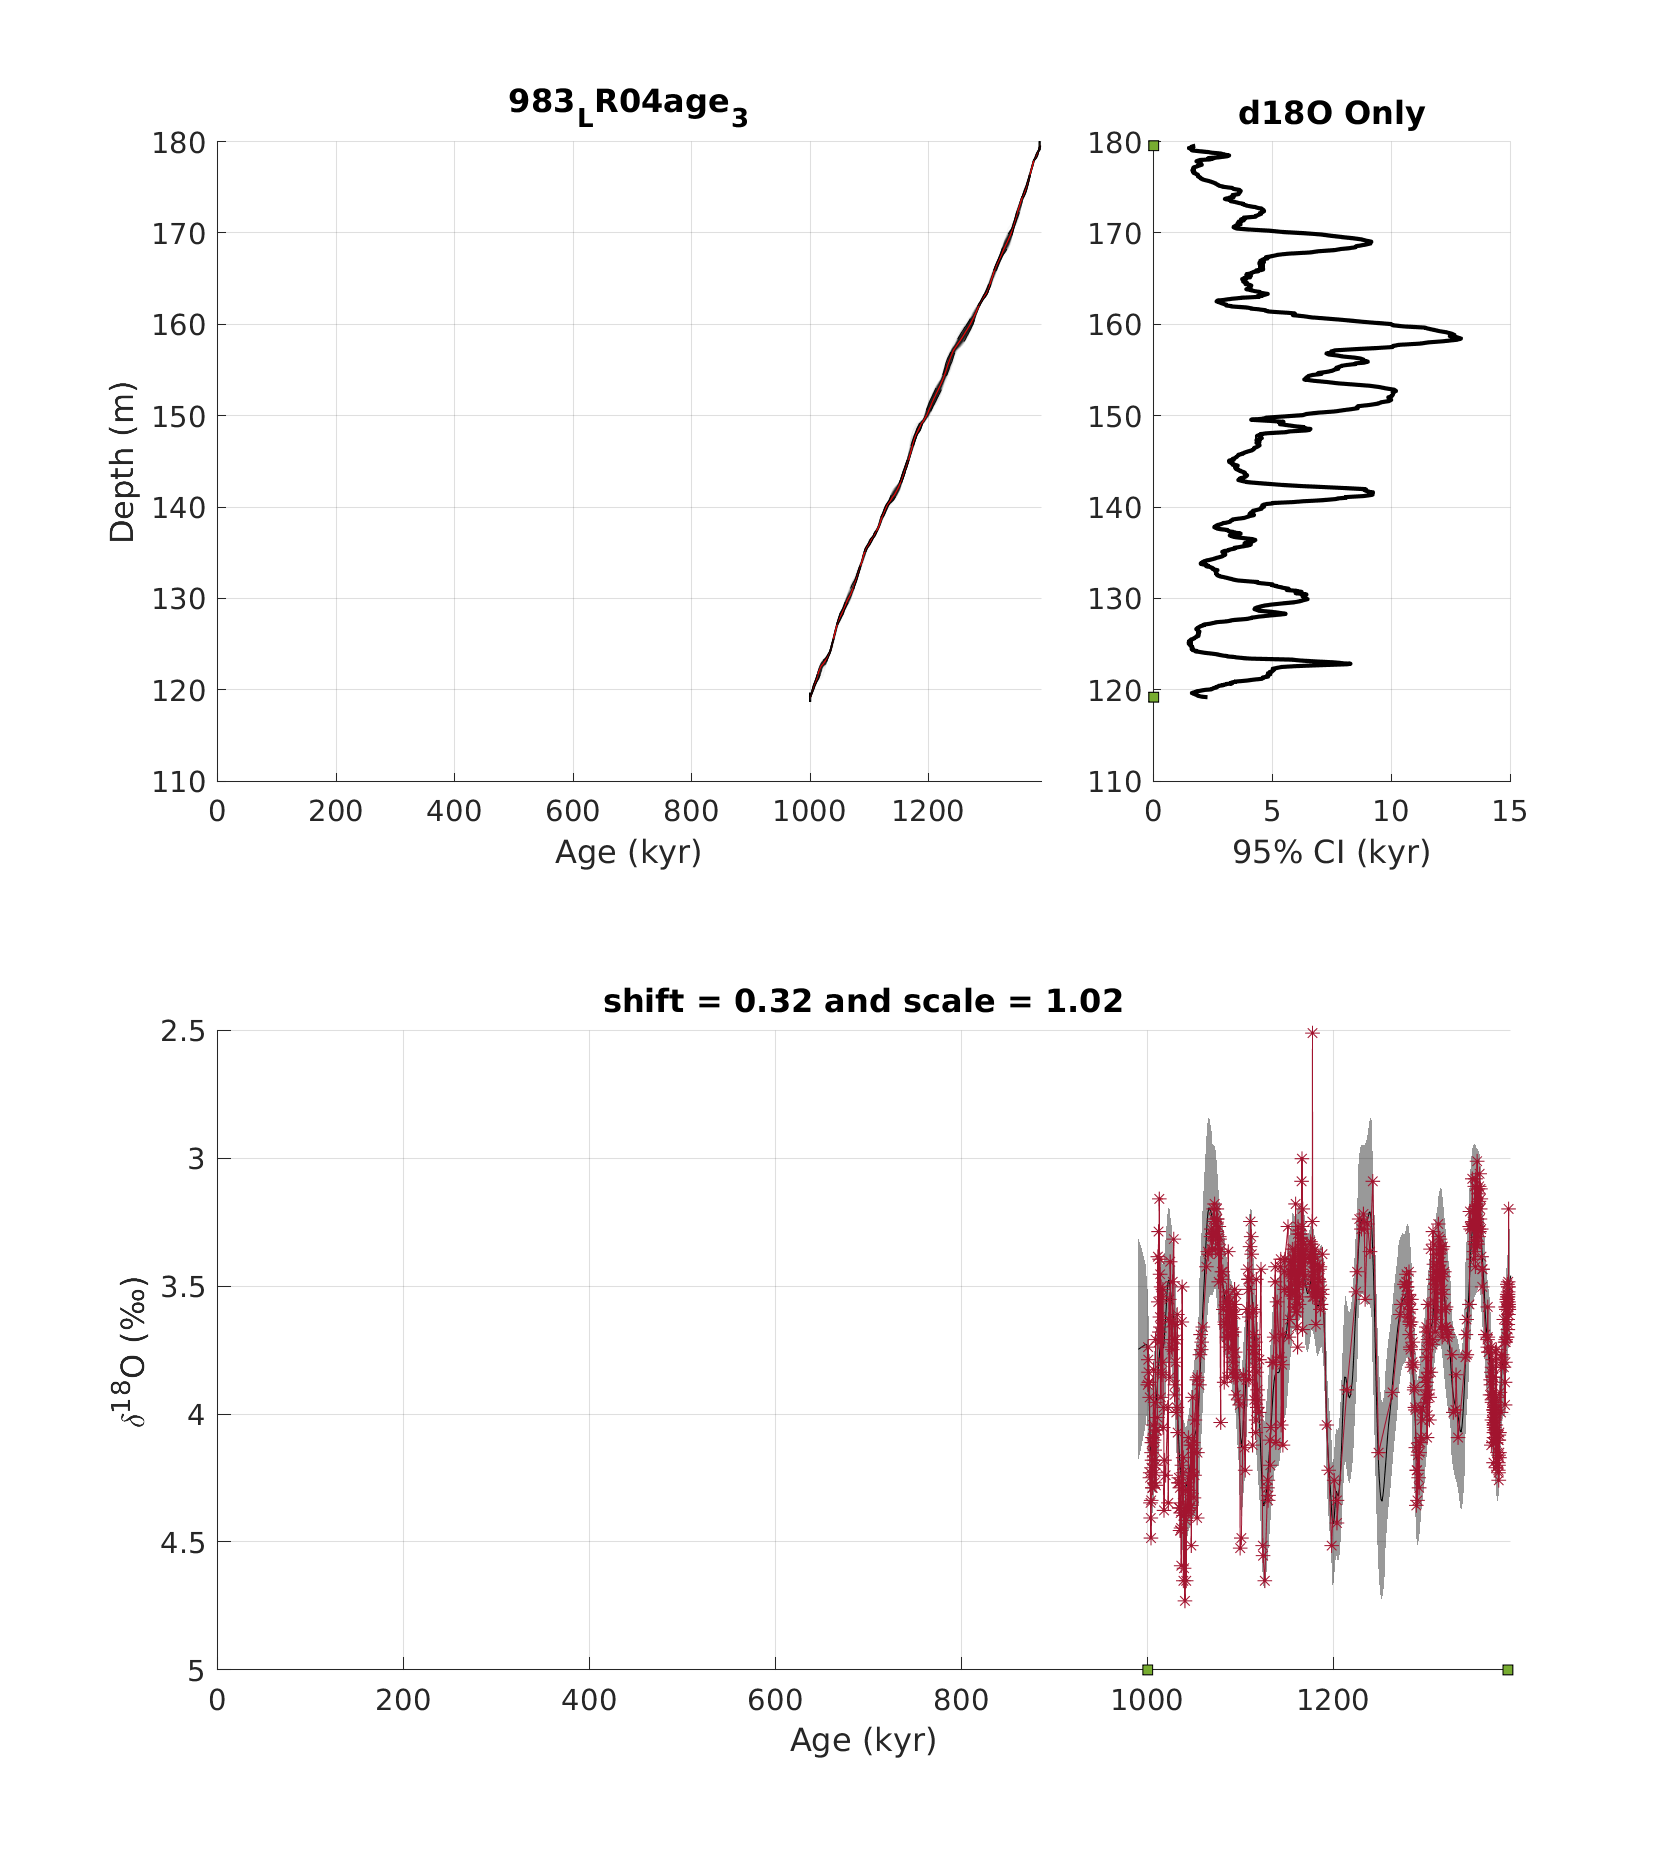 983LR04age3
180
170
160
150
140
130
120
110
Depth (m)
0 200 400 600 800 1000 1200
Age (kyr)
d18O Only
180
170
160
150
140
130
120
110
0 5 10 15
95% CI (kyr)
shift = 0.32 and scale = 1.02
2.5
3
3.5
4
4.5
5
δ18O (‰)
0 200 400 600 800 1000 1200
Age (kyr)